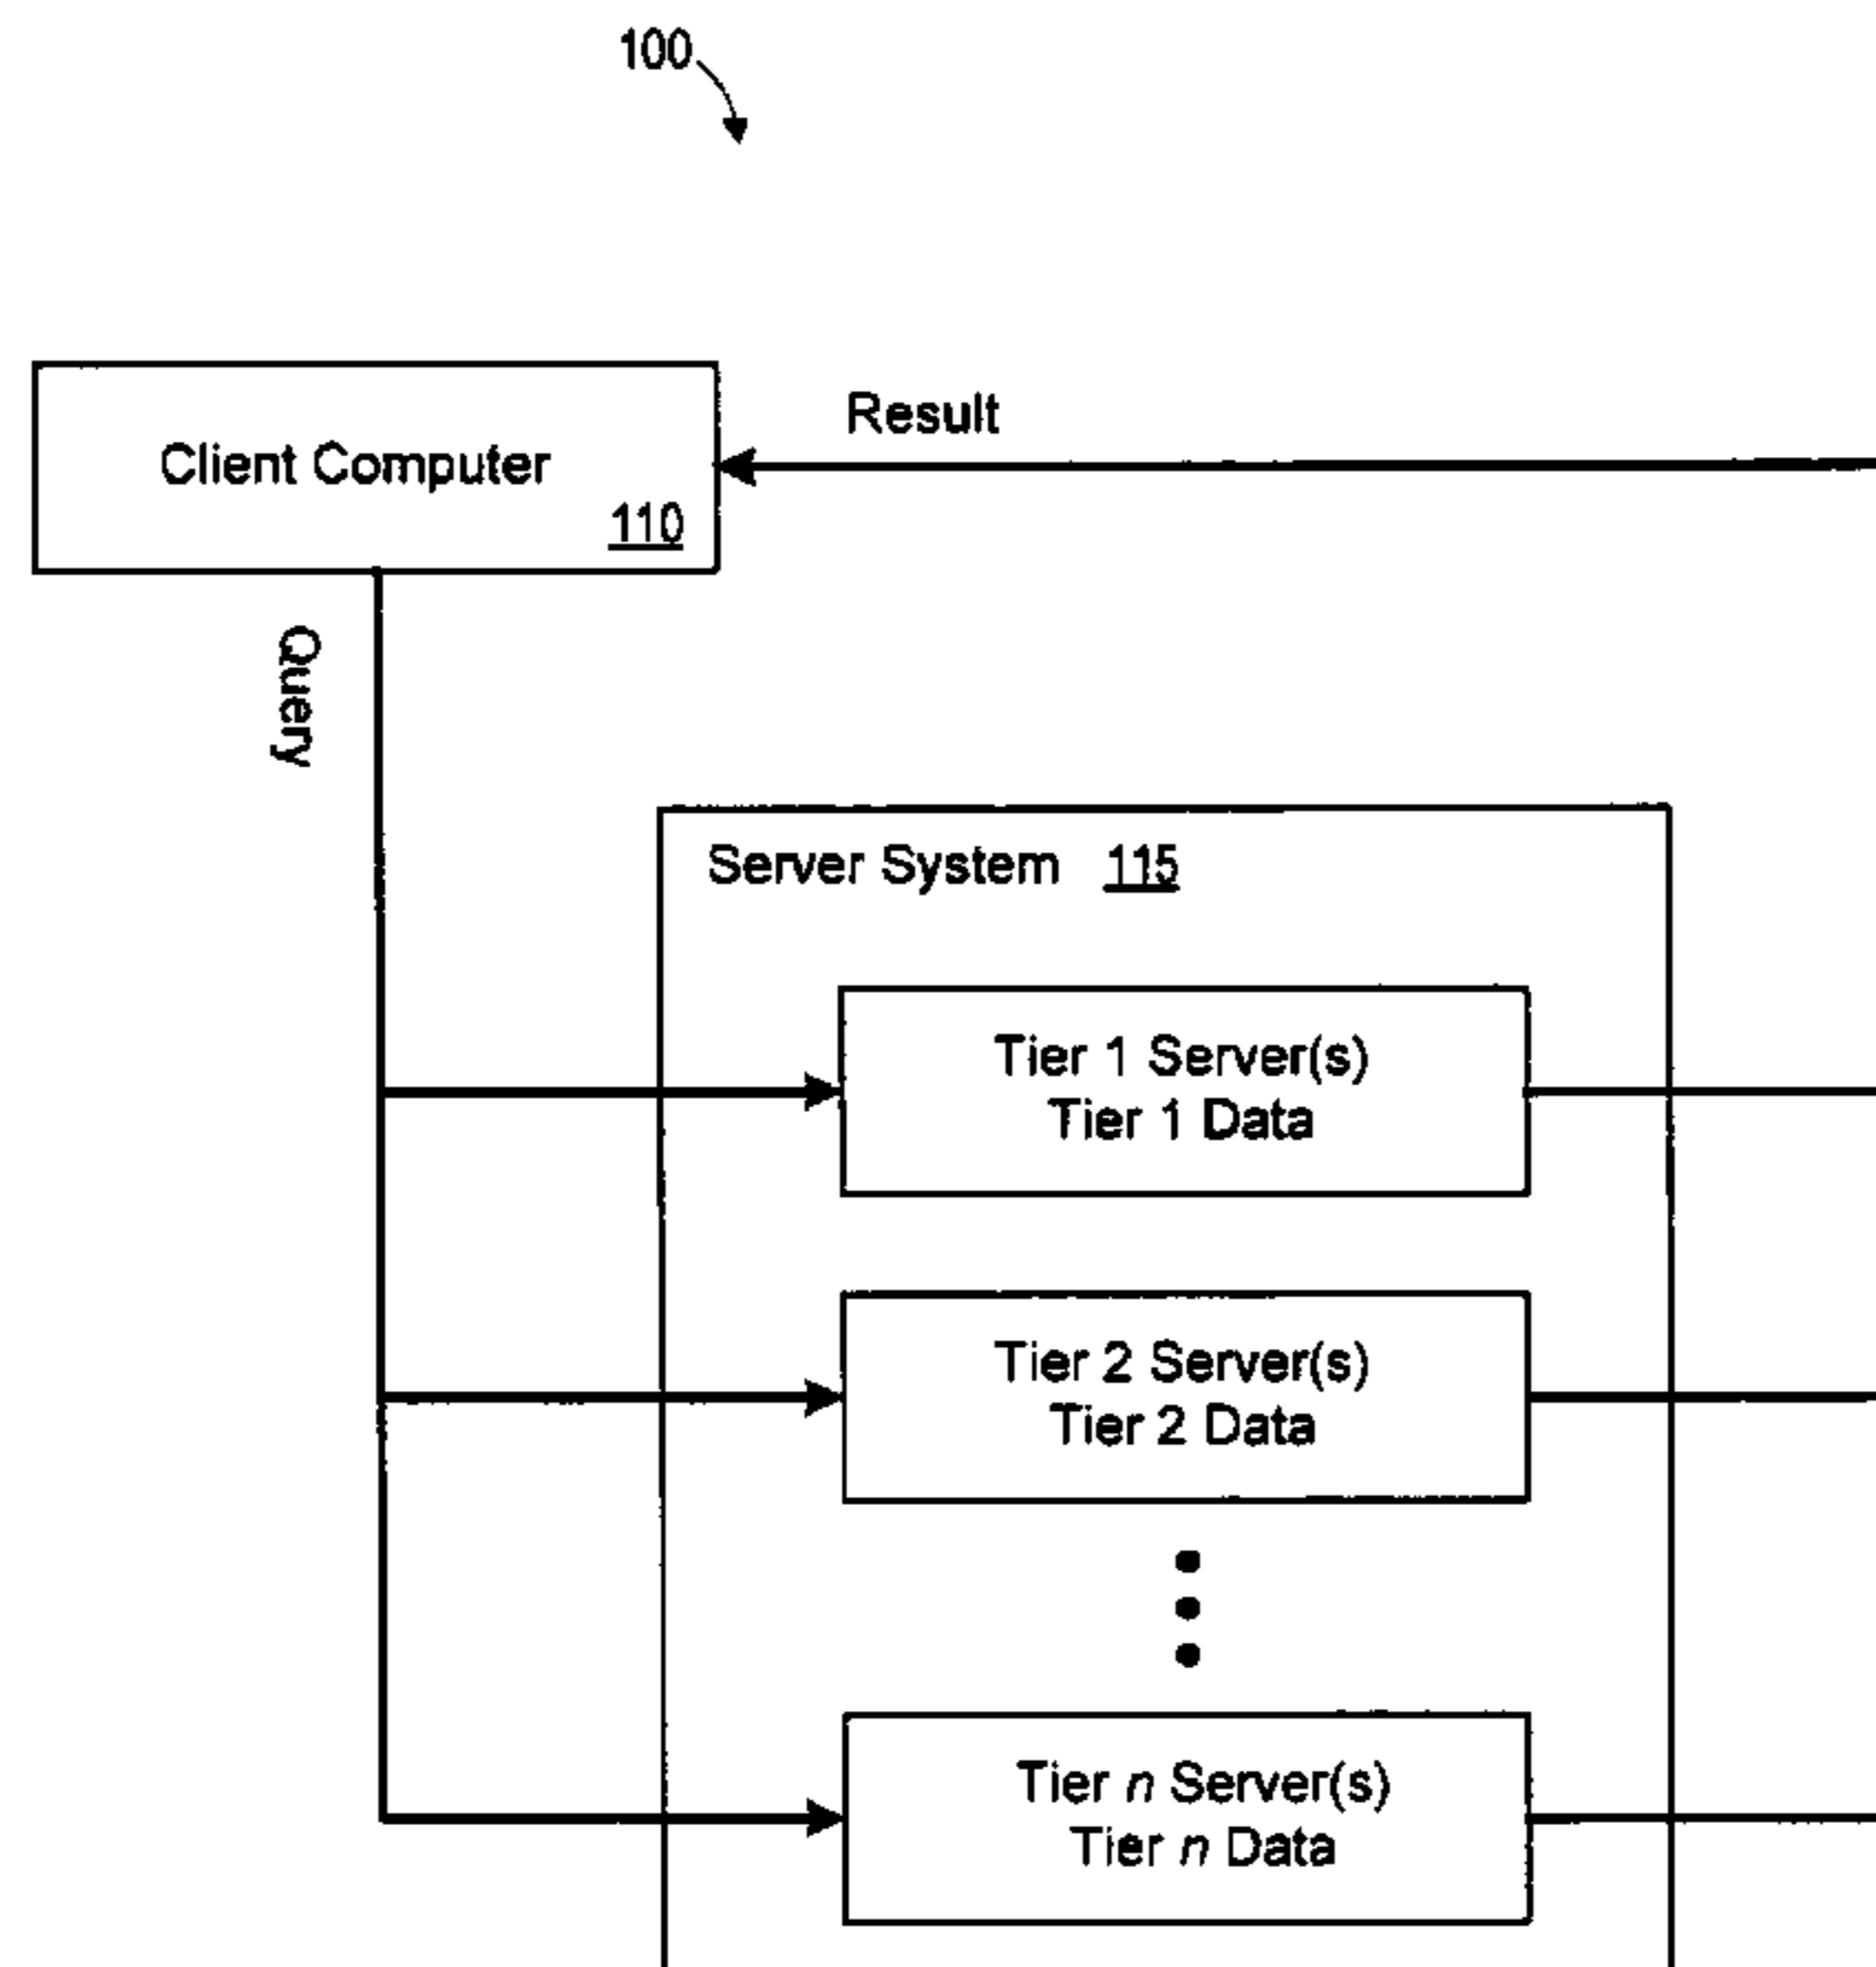 100
Result
Client Computer
110
Query
Server System 115
Tier 1 Server(s)
Tier 1 Data
Tier 2 Server(s)
Tier 2 Data
Tier n Server(s)
Tier n Data